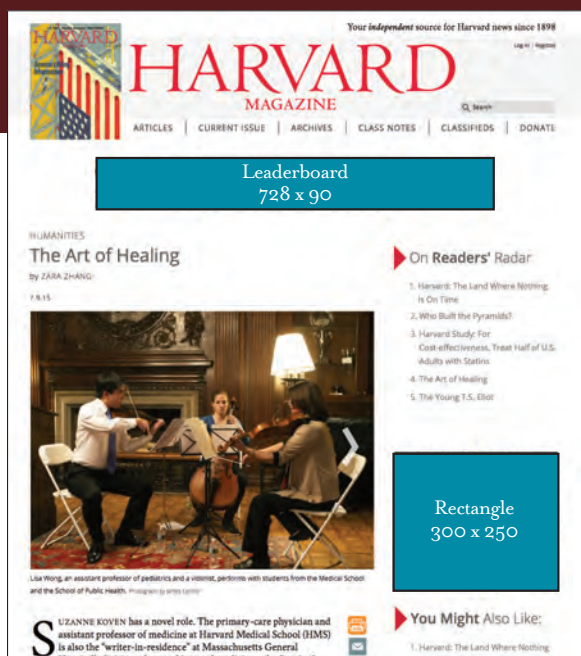 Your independent source for Harvard news since 1898
HARVARD
Log in | Register
HARVARD
MAGAZINE
Search
ARTICLES | CURRENT ISSUE | ARCHIVES | CLASS NOTES | CLASSIFIEDS | DONATE
Leaderboard
728 x 90
HUMANITIES
The Art of Healing
by ZARA ZHANG
7.9.15
On Readers' Radar
1. Harvard: The Land Where Nothing
Is On Time
2. Who Built the Pyramids?
3. Harvard Study: For
Cost-effectiveness, Treat Half of U.S.
Adults with Statins
4. The Art of Healing
5. The Young T.S. Eliot
Rectangle
300 x 250
Lisa Wong, an assistant professor of pediatrics and a violinist, performs with students from the Medical School
and the School of Public Health. Photograph by
SUZANNE KOVEN has a novel role. The primary-care physician and
assistant professor of medicine at Harvard Medical School (HMS)
is also the "writer-in-residence" at Massachusetts General
You Might Also Like:
1. Harvard: The Land Where Nothing